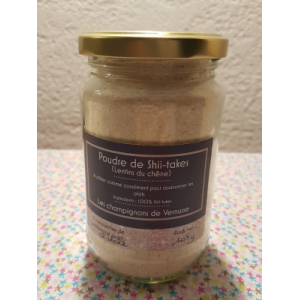 Poudre de Shii-takes
(Lentins du chêne)
A utiliser comme condiment pour assaisonner les
plats
Ingrédients : 100% Shii-takes
Les champignons de Vernusse